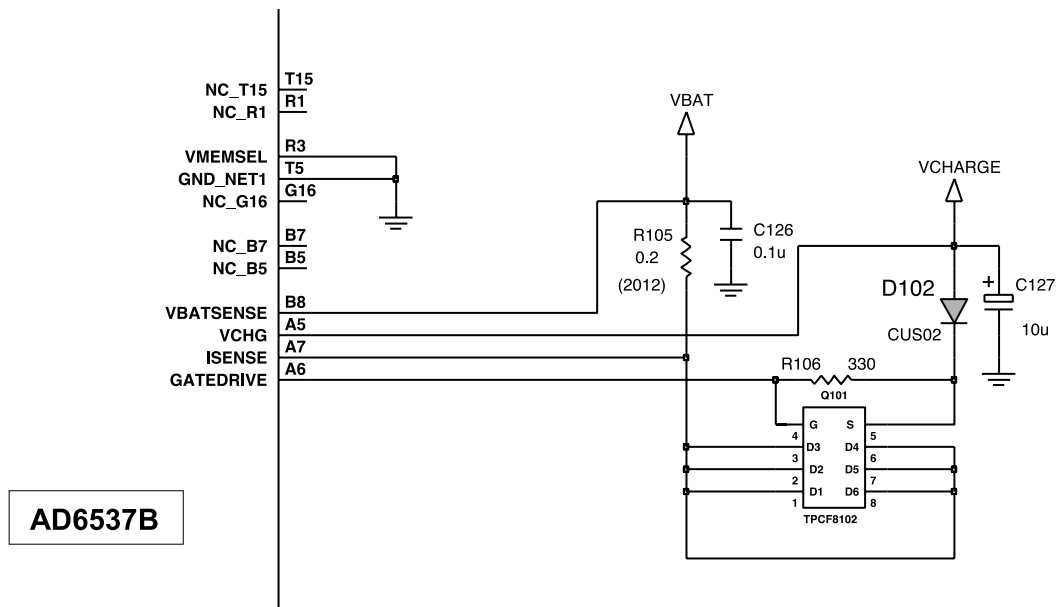 NC_T15 T15
NC_R1 R1
VMEMSEL R3
GND_NET1 T5
NC_G16 G16
NC_B7 B7
NC_B5 B5
VBATSENSE B8
VCHG A5
ISENSE A7
GATEDRIVE A6
VBAT
R105
0.2
(2012)
C126
0.1u
VCHARGE
D102
CUS02
+
C127
10u
R106 330
Q101
G S
4 5
D3 D4
3 6
D2 D5
2 7
D1 D6
1 8
TPCF8102
AD6537B